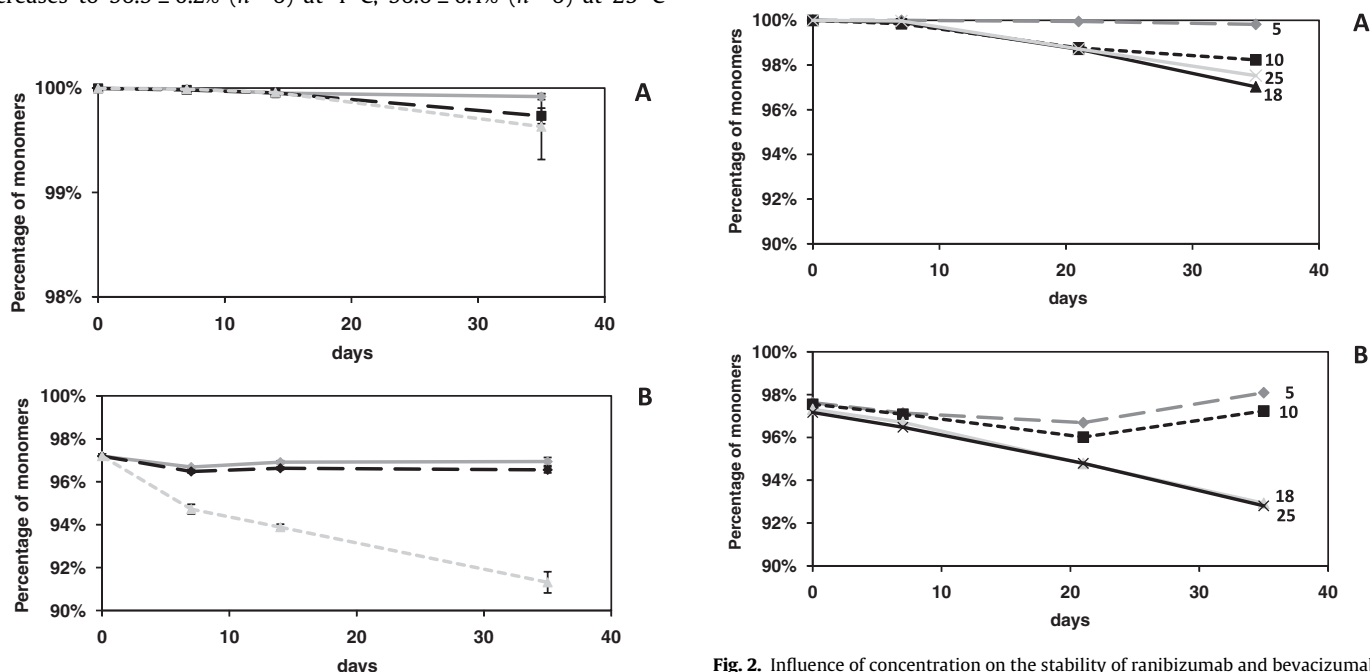 100%
99%
98%
Percentage of monomers
0 10 20 30 40
days
A
100%
98%
96%
94%
92%
90%
Percentage of monomers
0 10 20 30 40
days
B
100%
98%
96%
94%
92%
90%
Percentage of monomers
0 10 20 30 40
days
5
10
25
18
A
100%
98%
96%
94%
92%
90%
Percentage of monomers
0 10 20 30 40
days
5
10
18
25
B
Fig. 2. Influence of concentration on the stability of ranibizumab and bevacizumab